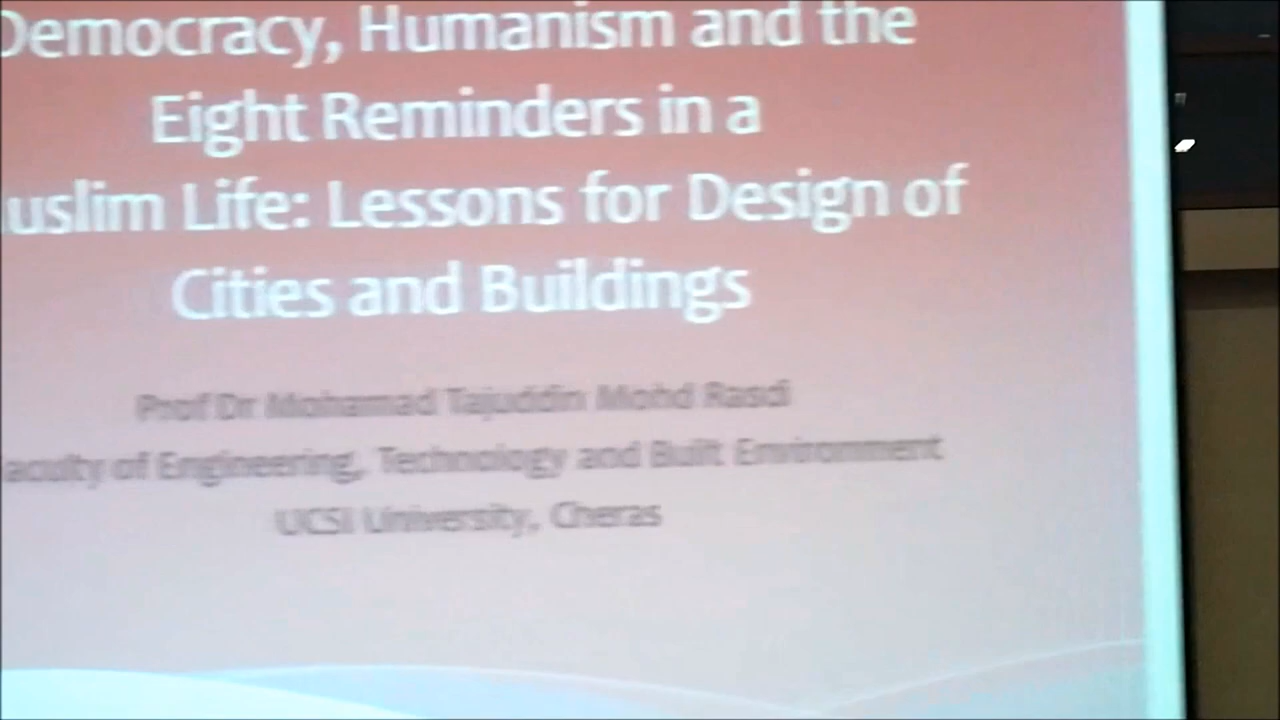 Democracy, Humanism and the
Eight Reminders in a
uslim Life: Lessons for Design of
Cities and Buildings
Prof Dr Mohamad Tajuddin Mohd Rasdi
aculty of Engineering, Technology and Built Environment
UCSI University, Cheras